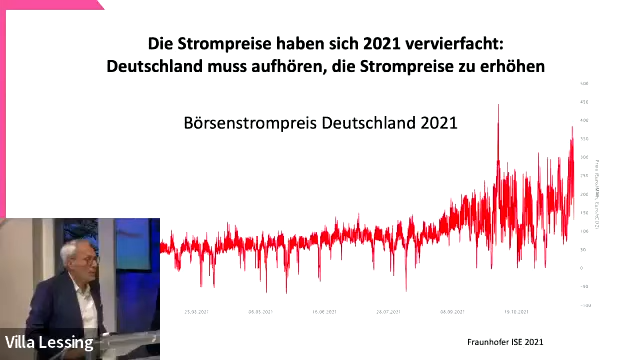 Die Strompreise haben sich 2021 vervierfacht:
Deutschland muss aufhören, die Strompreise zu erhöhen
Börsenstrompreis Deutschland 2021
Villa Lessing
Fraunhofer ISE 2021